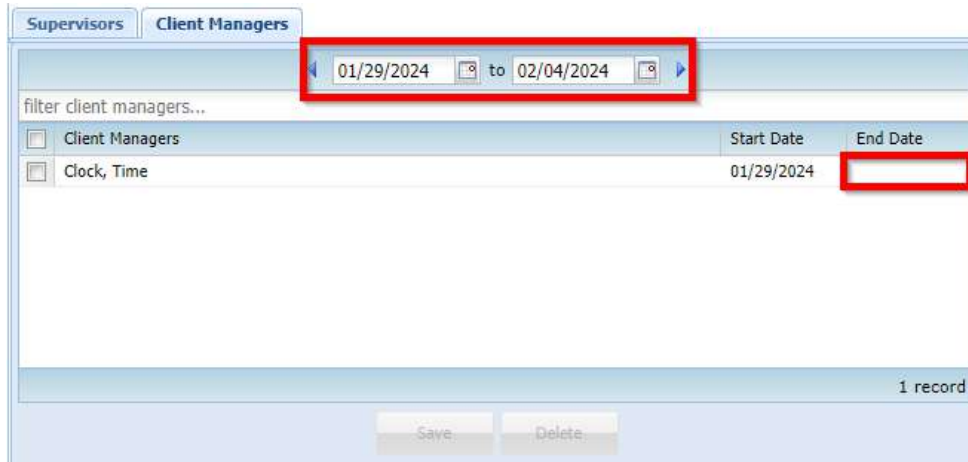 Supervisors Client Managers
01/29/2024 to 02/04/2024
filter client managers...
Client Managers Start Date End Date
Clock, Time 01/29/2024
1 record
Save Delete